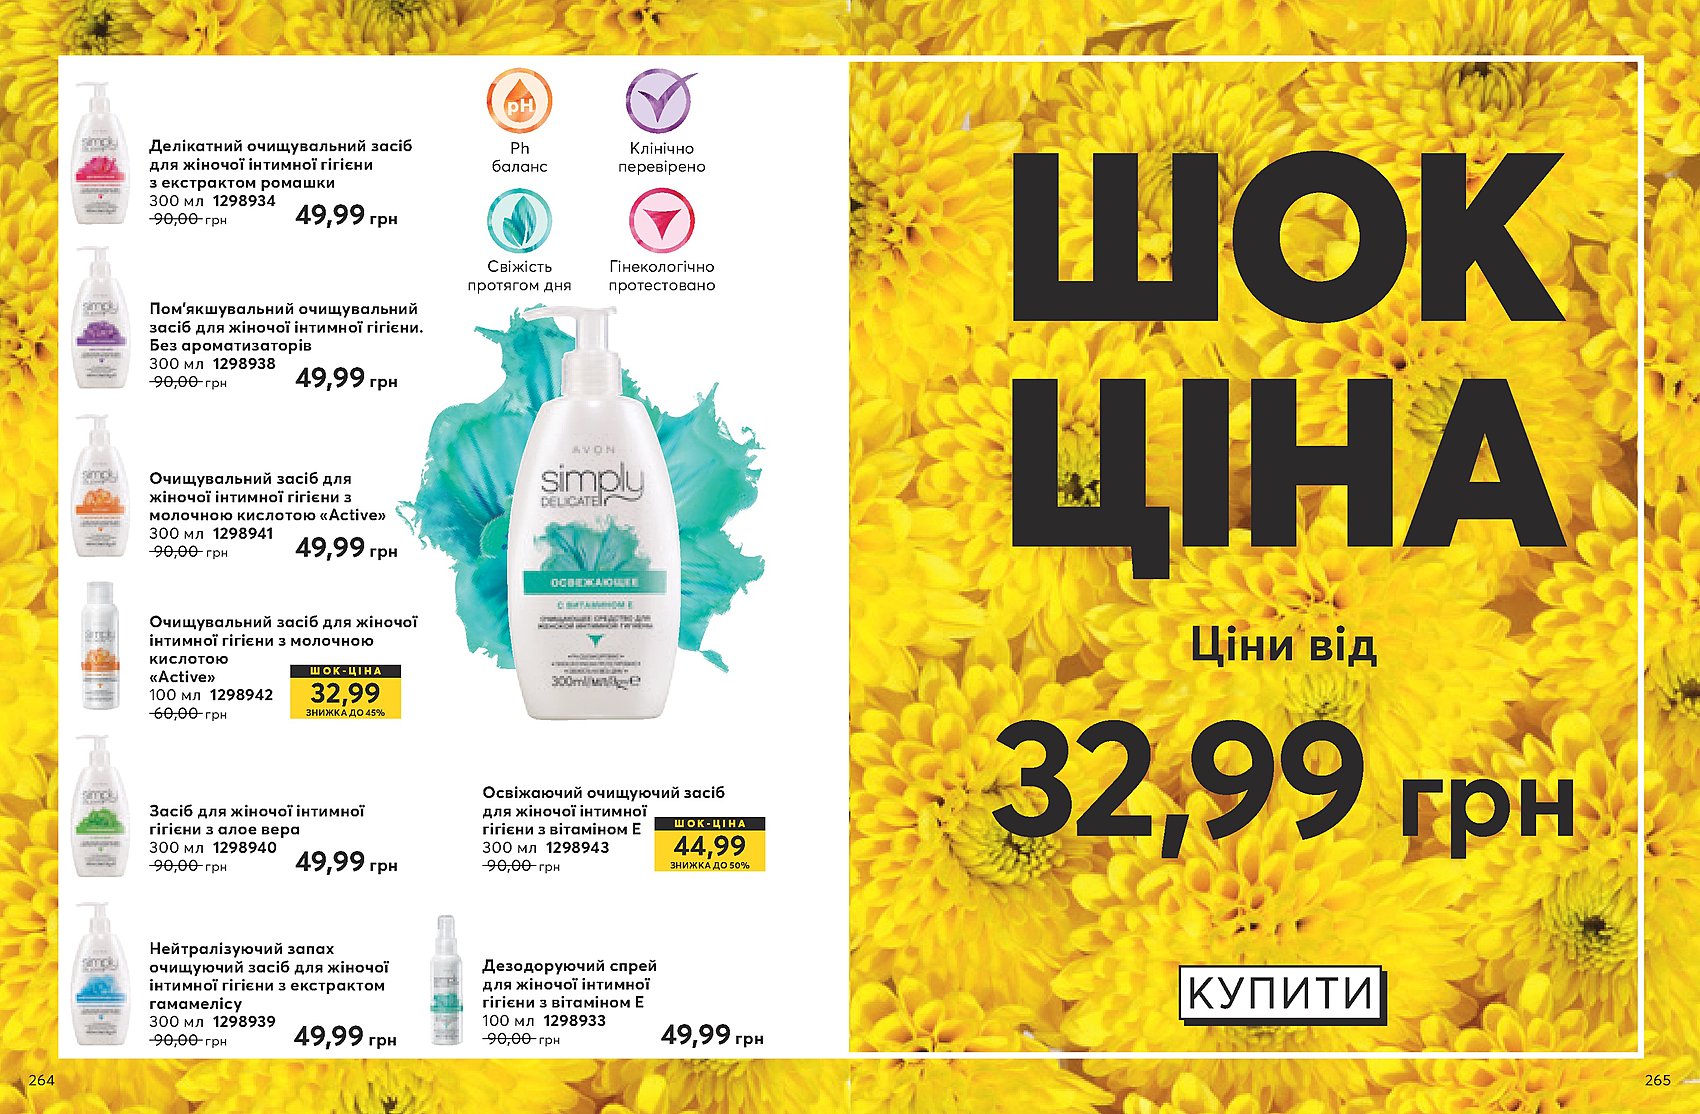 Делікатний очищувальний засіб
для жіночої інтимної гігієни
з екстрактом ромашки
300 мл 1298934
90,00 грн 49,99 грн
Пом'якшувальний очищувальний
засіб для жіночої інтимної гігієни.
Без ароматизаторів
300 мл 1298938
90,00 грн 49,99 грн
Очищувальний засіб для
жіночої інтимної гігієни з
молочною кислотою «Active»
300 мл 1298941
90,00 грн 49,99 грн
Очищувальний засіб для жіночої
інтимної гігієни з молочною
кислотою
«Active»
100 мл 1298942
60,00 грн
ШОК-ЦІНА
32,99
ЗНИЖКА ДО 45%
Засіб для жіночої інтимної
гігієни з алое вера
300 мл 1298940
90,00 грн 49,99 грн
Нейтралізуючий запах
очищуючий засіб для жіночої
інтимної гігієни з екстрактом
гамамелісу
300 мл 1298939
90,00 грн 49,99 грн
pH
Ph
баланс
Клінічно
перевірено
Свіжість
протягом дня
Гінекологічно
протестовано
AVON
simply
DELICATE
ОСВЕЖАЮЩЕЕ
С ВИТАМИНОМ Е
ОЧИЩАЮЩЕЕ СРЕДСТВО ДЛЯ
ЖЕНСКОЙ ИНТИМНОЙ ГИГИЕНЫ
300ml/МЛ/
Освіжаючий очищуючий засіб
для жіночої інтимної
гігієни з вітаміном Е
300 мл 1298943
90,00 грн
ШОК-ЦІНА
44,99
ЗНИЖКА ДО 50%
Дезодоруючий спрей
для жіночої інтимної
гігієни з вітаміном Е
100 мл 1298933
90,00 грн 49,99 грн
264
ШОК
ЦІНА
Ціни від
32,99 грн
КУПИТИ
265